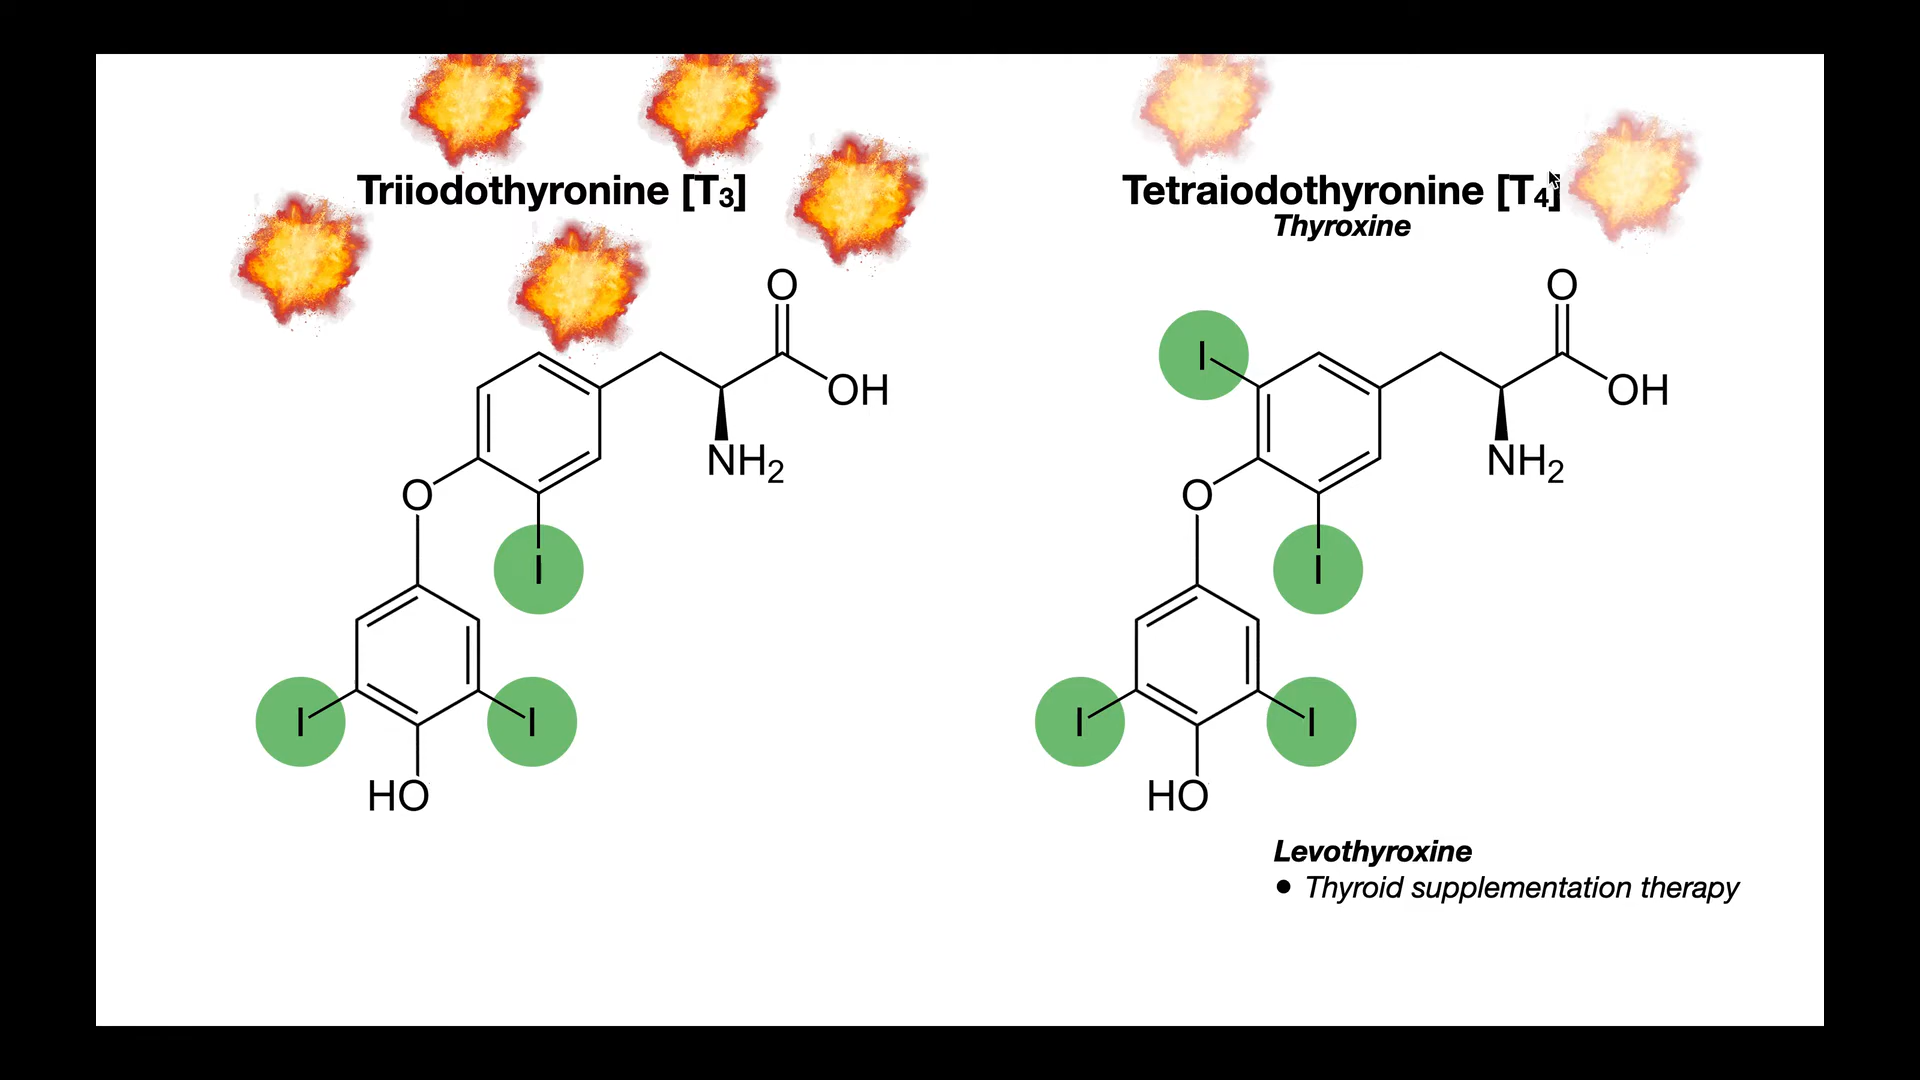 Triiodothyronine [T3]
Tetraiodothyronine [T4]
Thyroxine
O
OH
NH2
O
I
I
I
HO
O
I
OH
NH2
O
I
I
I
HO
Levothyroxine
• Thyroid supplementation therapy